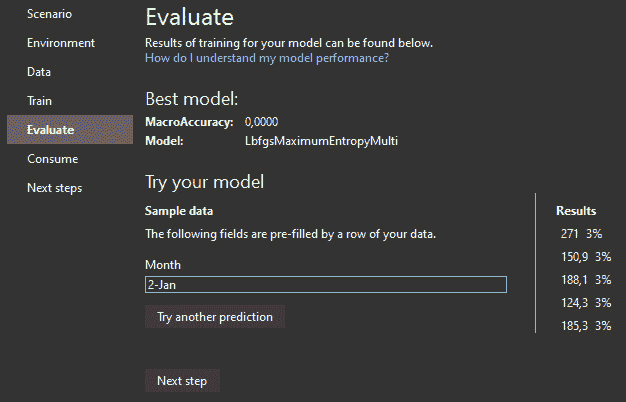 Scenario
Environment
Data
Train
Evaluate
Consume
Next steps
Evaluate
Results of training for your model can be found below.
How do I understand my model performance?
Best model:
MacroAccuracy: 0,0000
Model: LbfgsMaximumEntropyMulti
Try your model
Sample data
The following fields are pre-filled by a row of your data.
Month
2-Jan
Try another prediction
Next step
Results
271 3%
150,9 3%
188,1 3%
124,3 3%
185,3 3%